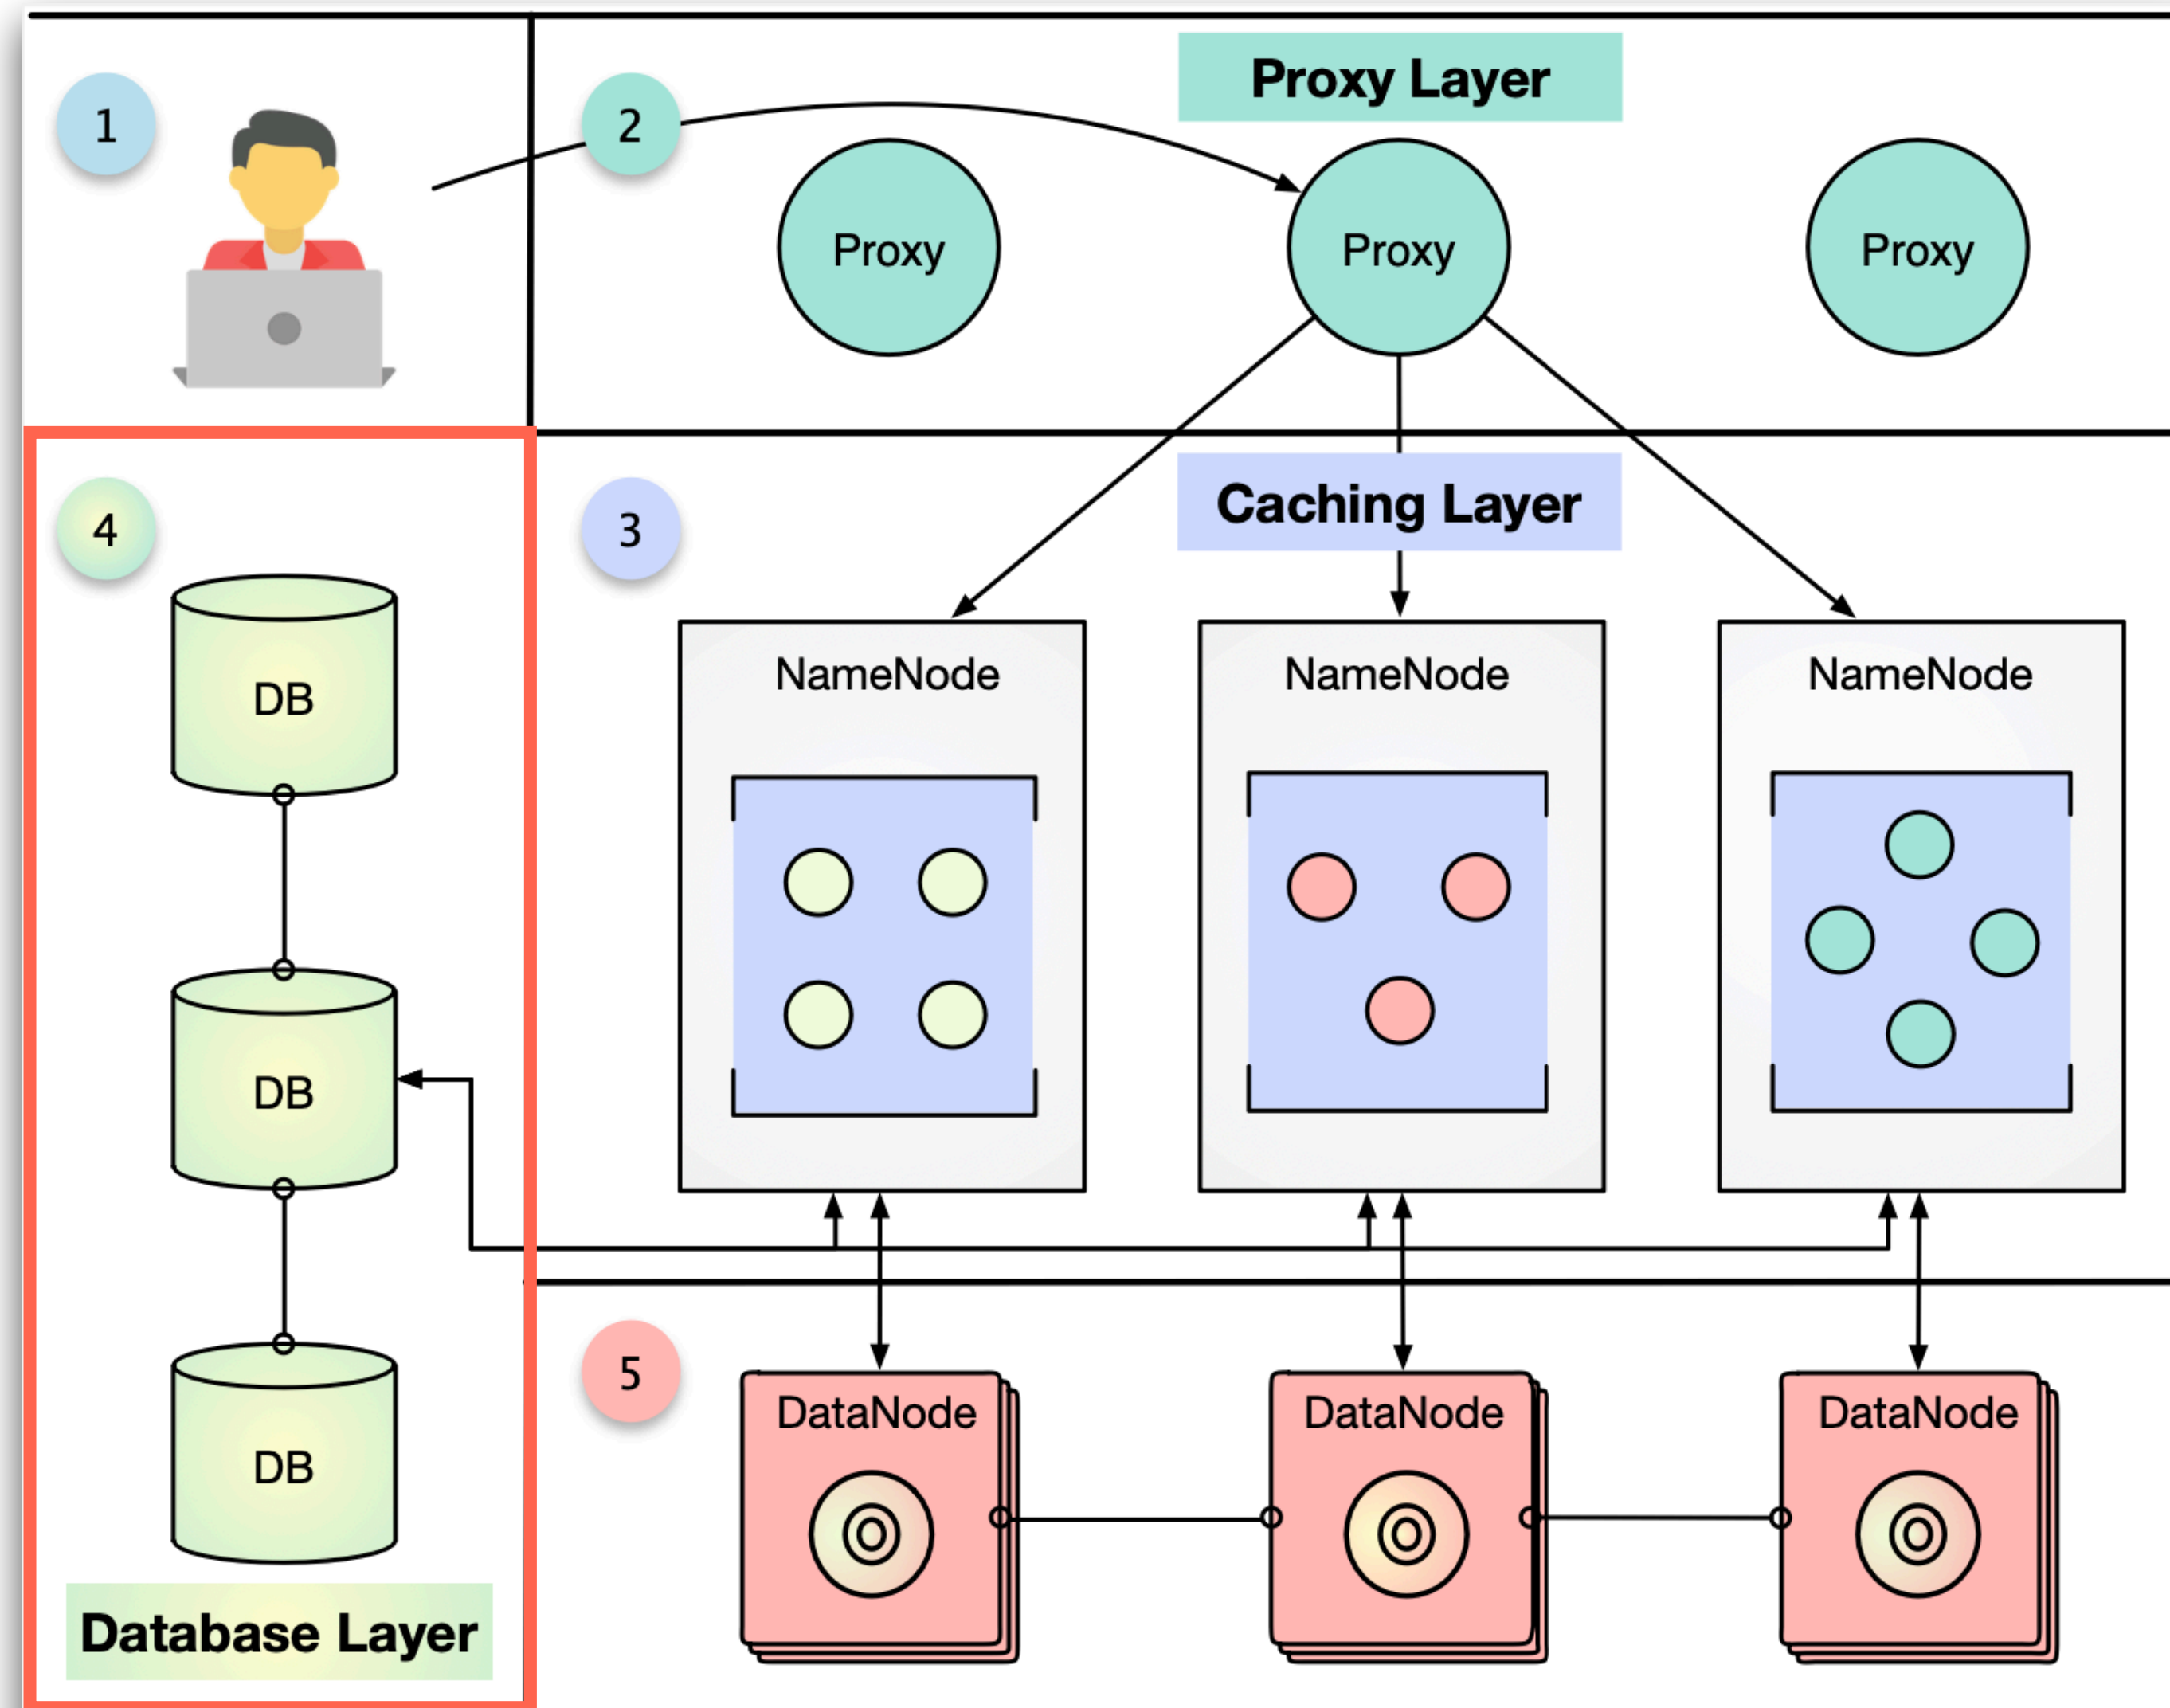 1
2
Proxy Layer
Proxy
Proxy
Proxy
4
DB
DB
DB
Database Layer
3
Caching Layer
NameNode
NameNode
NameNode
5
DataNode
DataNode
DataNode